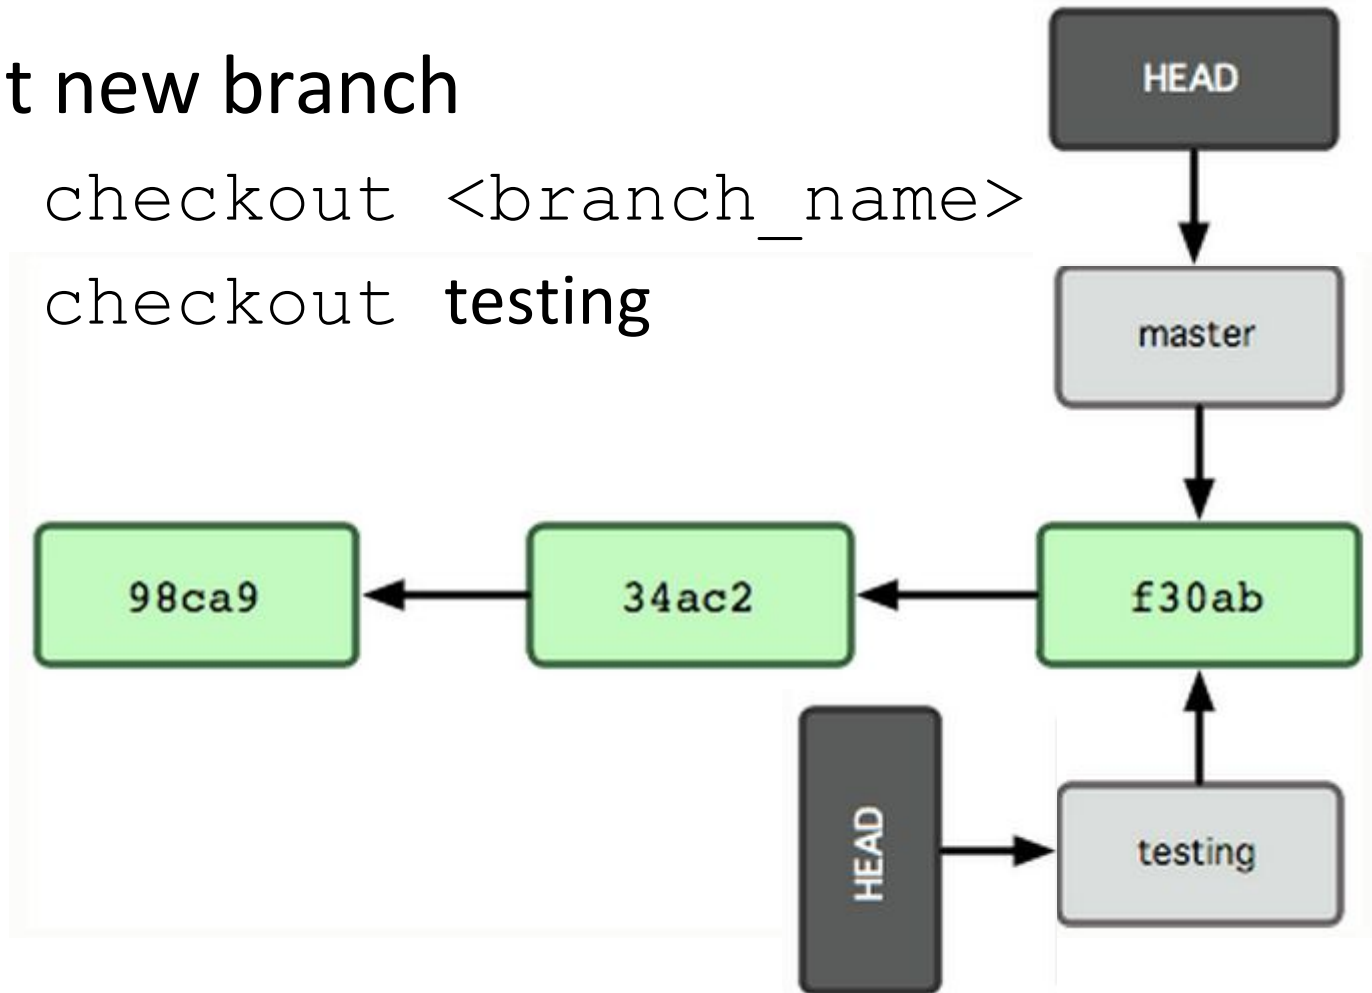 t new branch
HEAD
checkout <branch_name>
checkout testing
master
98ca9
34ac2
f30ab
HEAD
testing